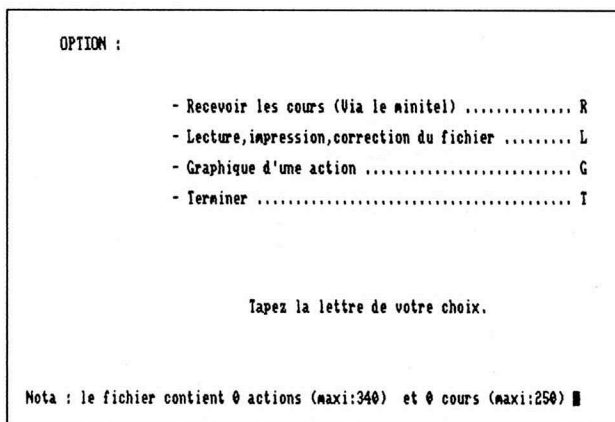 OPTION :
- Recevoir les cours (Via le minitel) .............. R
- Lecture,impression,correction du fichier ......... L
- Graphique d'une action ........................... G
- Terminer ......................................... T
Tapez la lettre de votre choix.
Nota : le fichier contient 0 actions (maxi:340) et 0 cours (maxi:250)